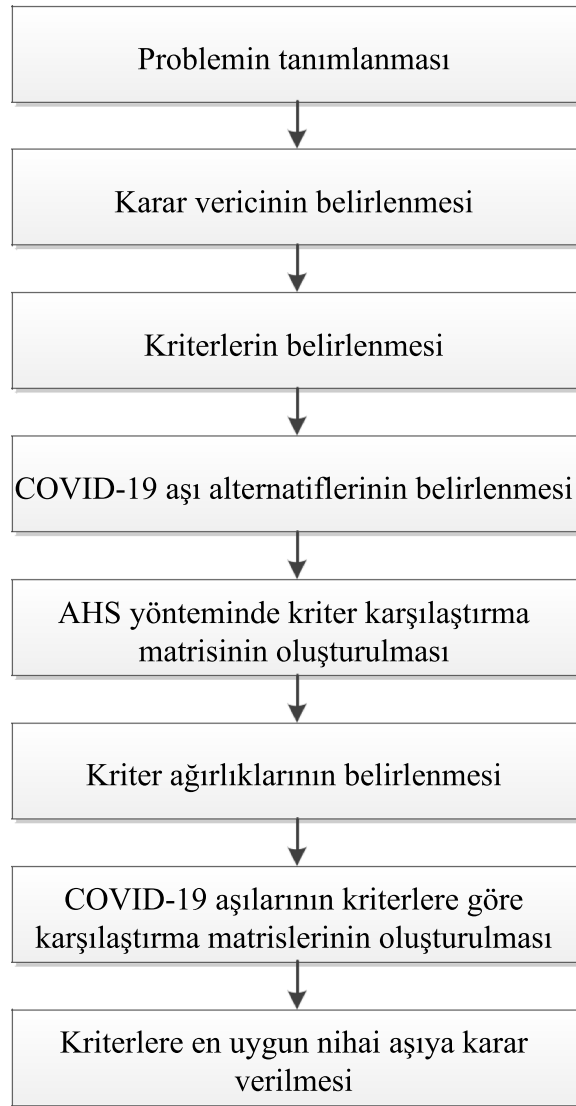 Problemin tanımlanması
Karar vericinin belirlenmesi
Kriterlerin belirlenmesi
COVID-19 aşı alternatiflerinin belirlenmesi
AHS yönteminde kriter karşılaştırma
matrisinin oluşturulması
Kriter ağırlıklarının belirlenmesi
COVID-19 aşılarının kriterlere göre
karşılaştırma matrislerinin oluşturulması
Kriterlere en uygun nihai aşıya karar
verilmesi